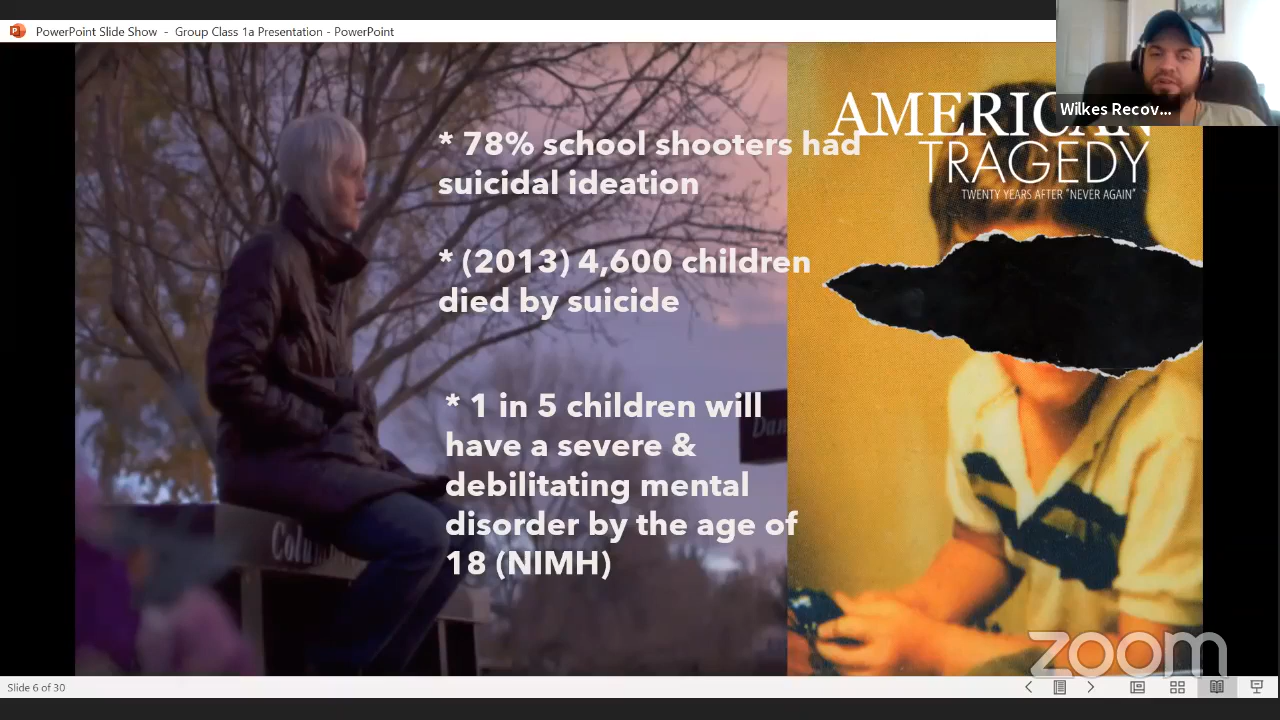 PowerPoint Slide Show - Group Class 1a Presentation - PowerPoint
Wilkes Recov...
AMERICAN
TRAGEDY
TWENTY YEARS AFTER "NEVER AGAIN"
* 78% school shooters had
suicidal ideation
* (2013) 4,600 children
died by suicide
* 1 in 5 children will
have a severe &
debilitating mental
disorder by the age of
18 (NIMH)
zoom
Slide 6 of 30